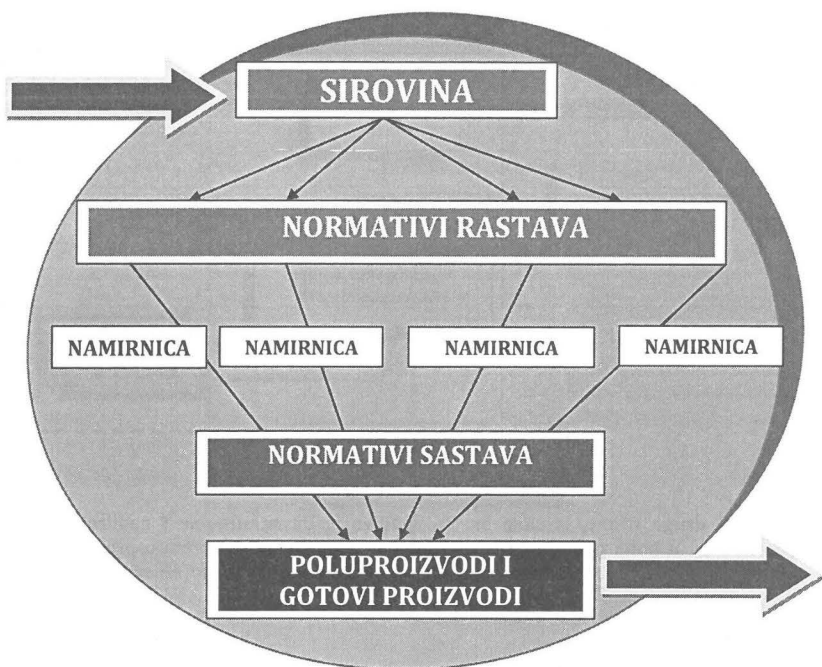 SIROVINA
NORMATIVI RASTAVA
NAMIRNICA NAMIRNICA NAMIRNICA NAMIRNICA
NORMATIVI SASTAVA
POLUPROIZVODI I
GOTOVI PROIZVODI